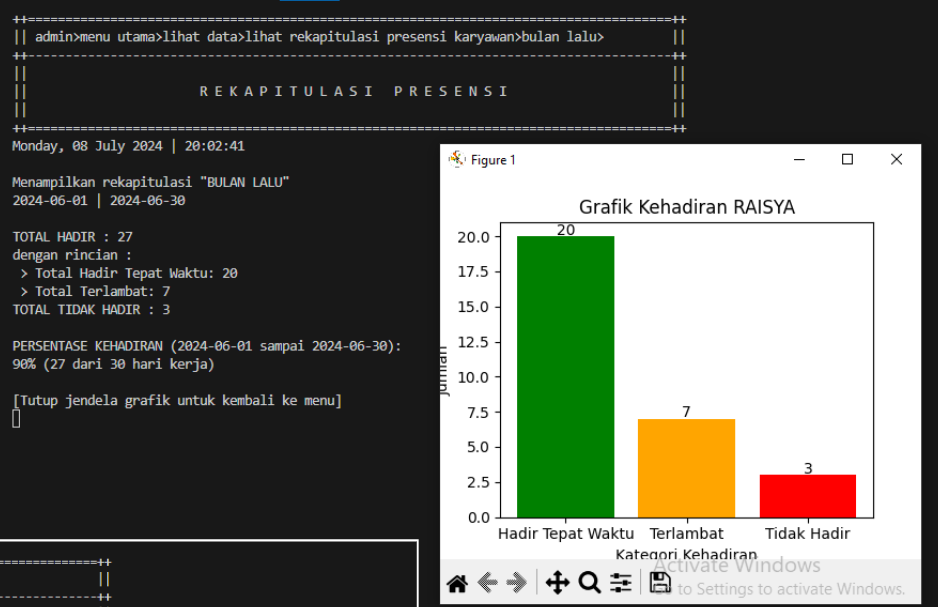 ++=====================================================================================++
|| admin>menu utama>lihat data>lihat rekapitulasi presensi karyawan>bulan lalu> ||
++-------------------------------------------------------------------------------------++
|| ||
|| R E K A P I T U L A S I   P R E S E N S I ||
|| ||
++=====================================================================================++
Monday, 08 July 2024 | 20:02:41
Menampilkan rekapitulasi "BULAN LALU"
2024-06-01 | 2024-06-30
TOTAL HADIR : 27
dengan rincian :
> Total Hadir Tepat Waktu: 20
> Total Terlambat: 7
TOTAL TIDAK HADIR : 3
PERSENTASE KEHADIRAN (2024-06-01 sampai 2024-06-30):
90% (27 dari 30 hari kerja)
[Tutup jendela grafik untuk kembali ke menu]
=============++
||
-------------++
Figure 1
Grafik Kehadiran RAISYA
20.0
17.5
15.0
12.5
10.0
7.5
5.0
2.5
0.0
Jumlah
20
7
3
Hadir Tepat Waktu Terlambat Tidak Hadir
Kategori Kehadiran
Activate Windows
to Settings to activate Windows.